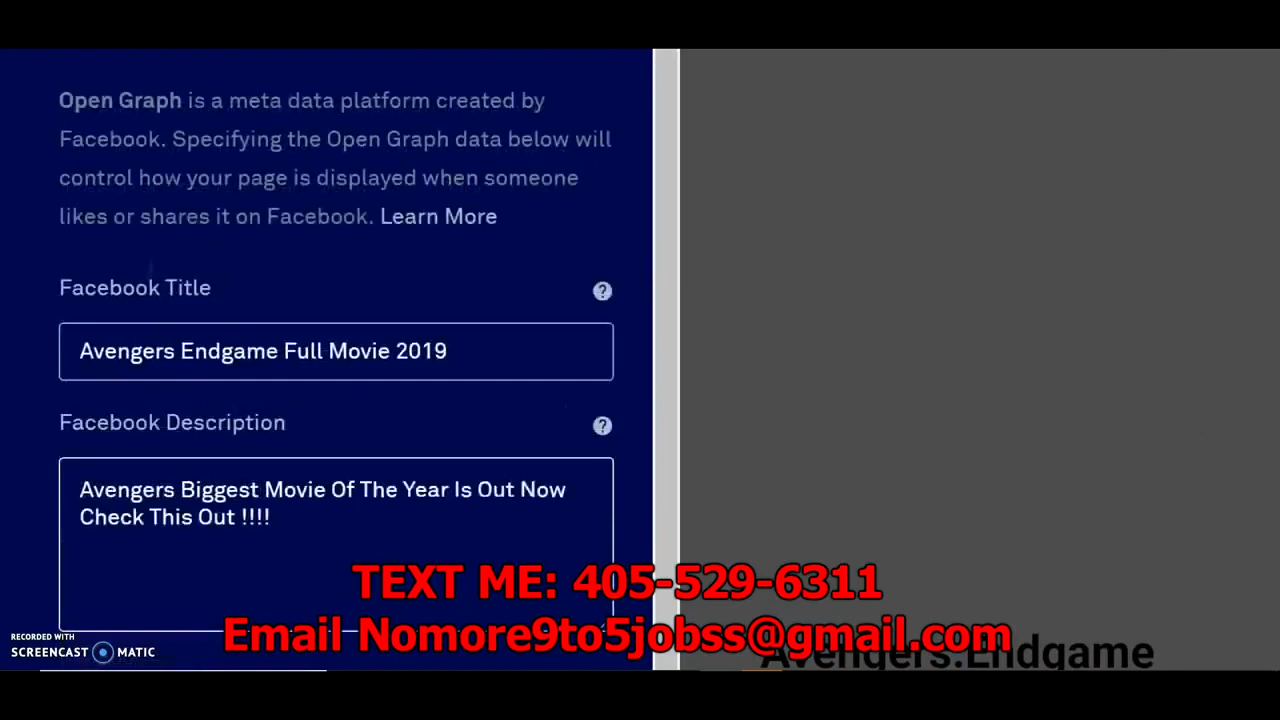 Open Graph is a meta data platform created by
Facebook. Specifying the Open Graph data below will
control how your page is displayed when someone
likes or shares it on Facebook. Learn More
Facebook Title
?
Avengers Endgame Full Movie 2019
Facebook Description
?
Avengers Biggest Movie Of The Year Is Out Now
Check This Out !!!!
TEXT ME: 405-529-6311
Email Nomore9to5jobss@gmail.com
Avengers.Endgame
RECORDED WITH
SCREENCAST MATIC